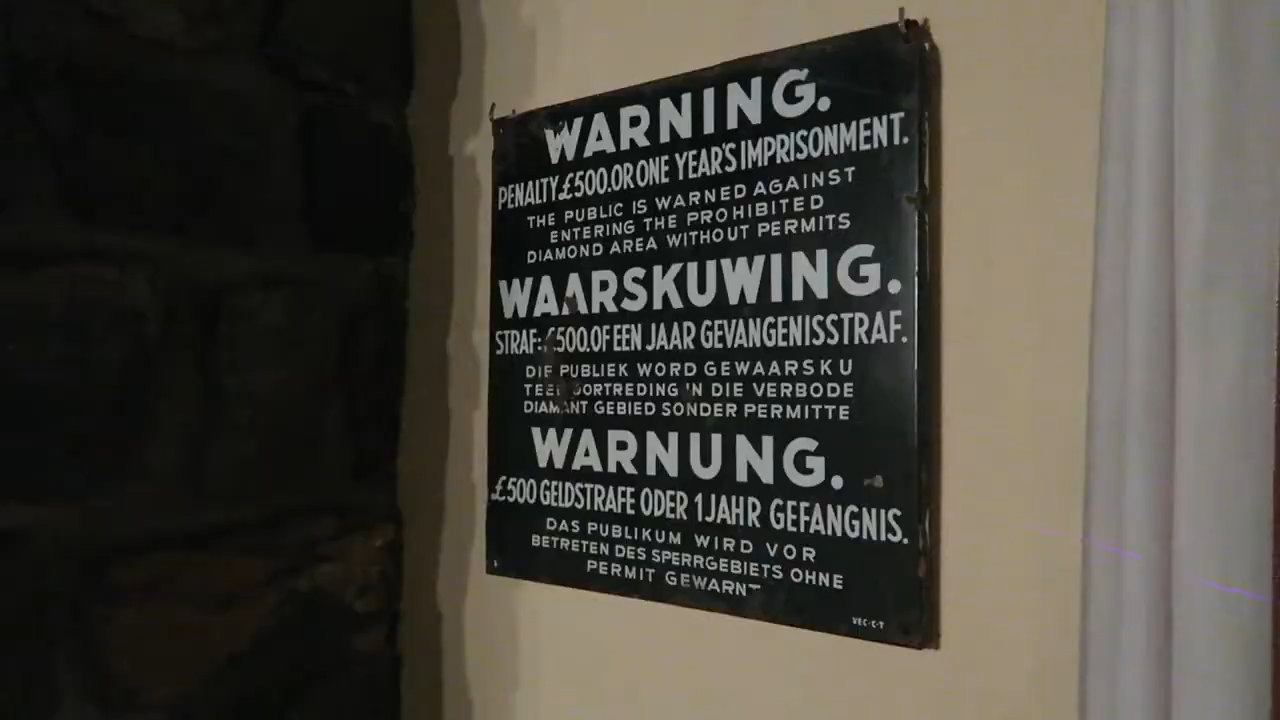 WARNING.
PENALTY £500. OR ONE YEAR'S IMPRISONMENT.
THE PUBLIC IS WARNED AGAINST
ENTERING THE PROHIBITED
DIAMOND AREA WITHOUT PERMITS
WAARSKUWING.
STRAF: £500. OF EEN JAAR GEVANGENISSTRAF.
DIE PUBLIEK WORD GEWAARSKU
'N DIE VERBODE
DIAMANT GEBIED SONDER PERMITTE
WARNUNG.
£500 GELDSTRAFE ODER 1 JAHR GEFANGNIS.
DAS PUBLIKUM WIRD VOR
BETRETEN DES SPERRGEBIETS OHNE
PERMIT GEWARNT
VEC-C-T